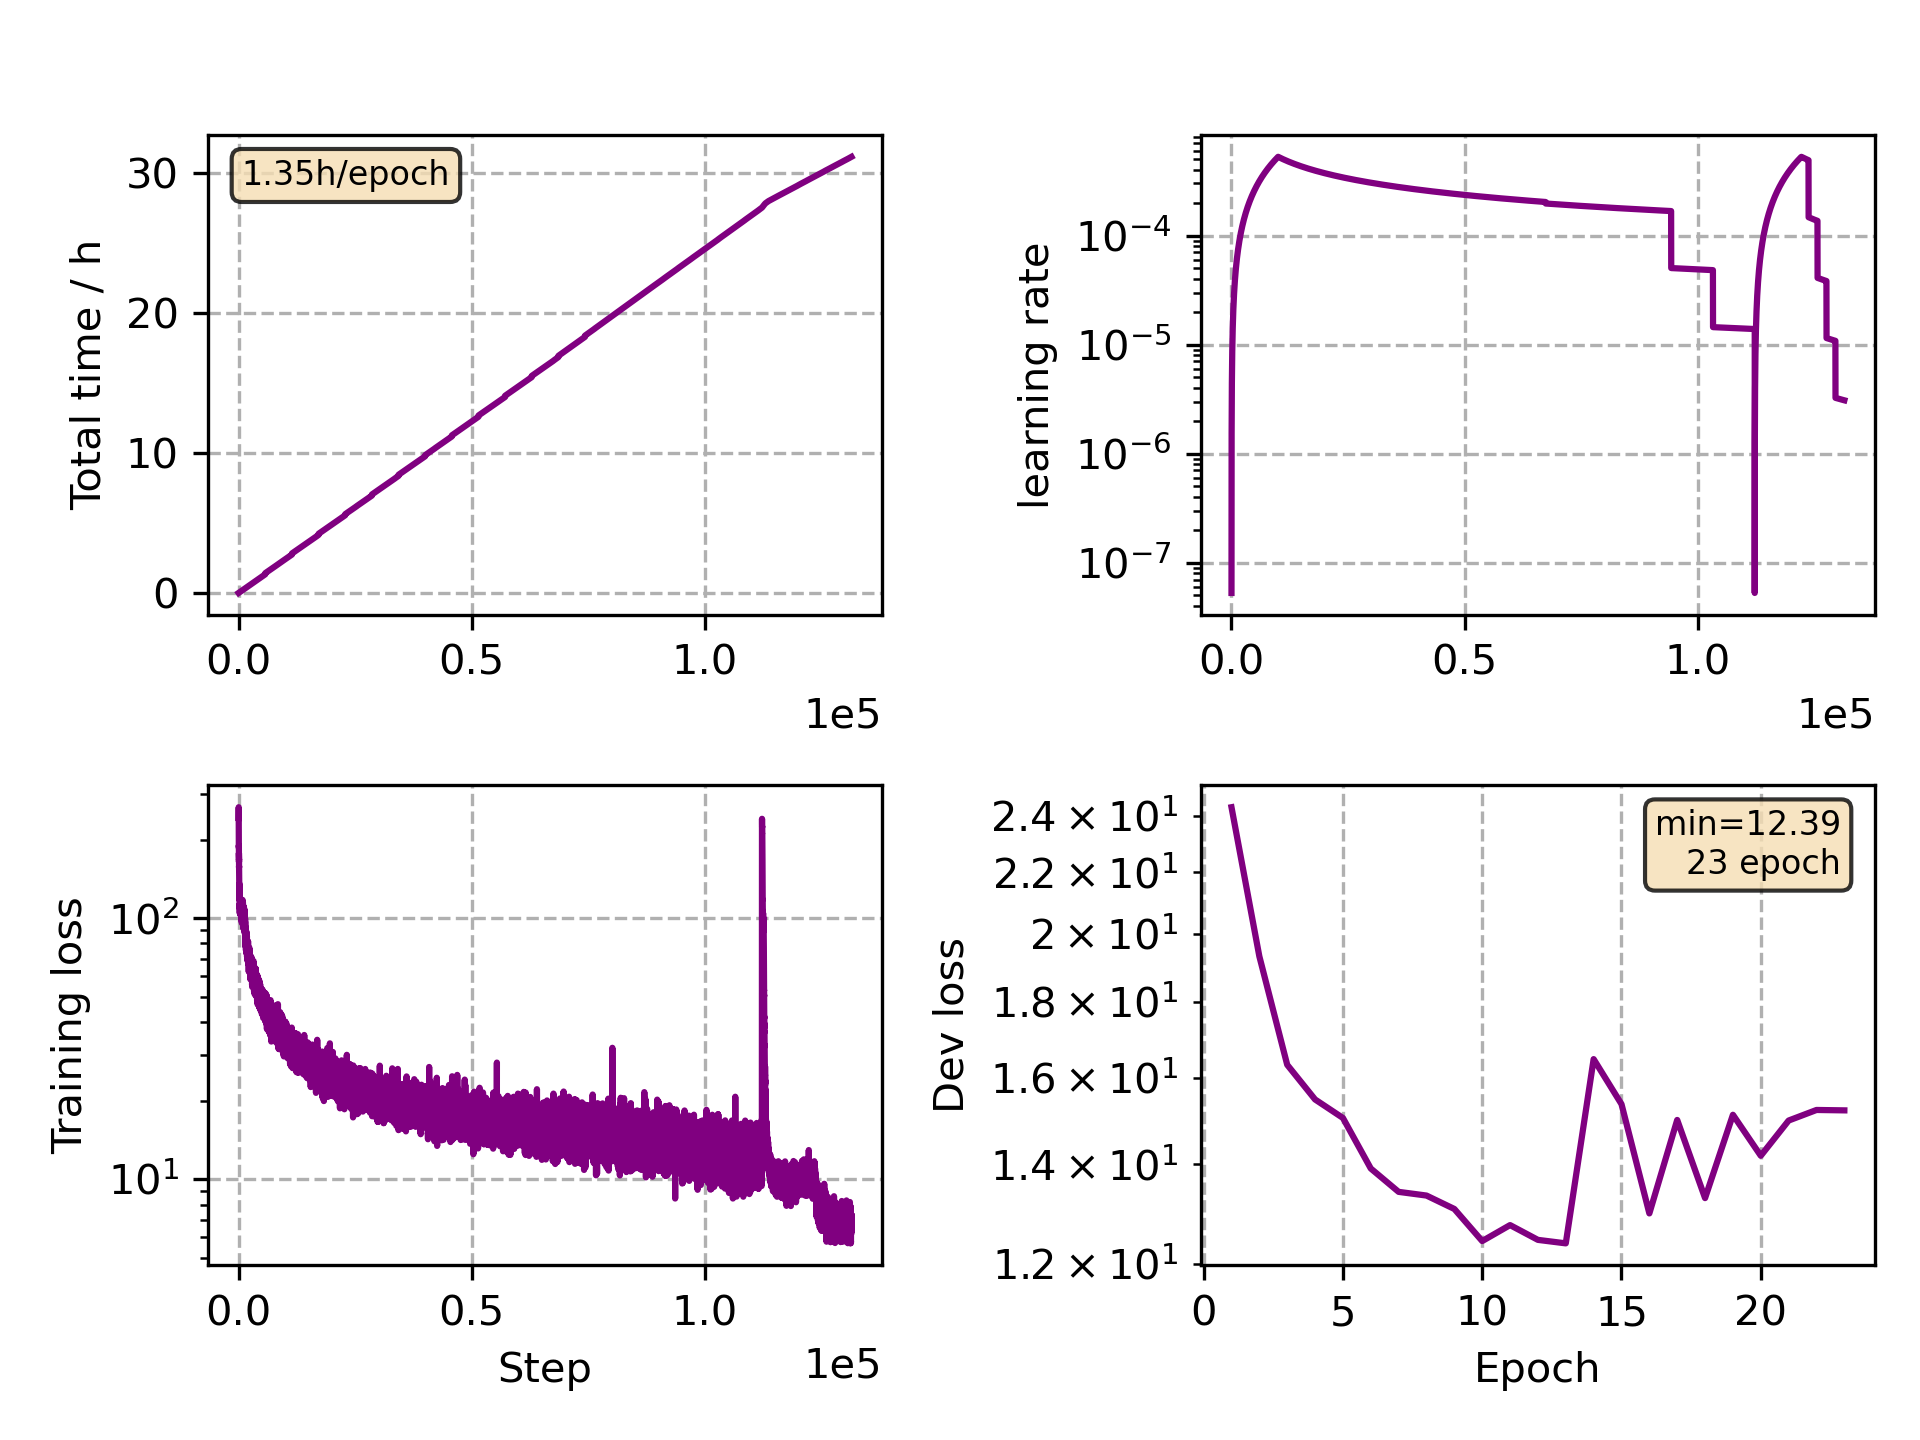 Total time / h
30
20
10
0
1.35h/epoch
0.0 0.5 1.0
1e5
learning rate
10⁻⁴
10⁻⁵
10⁻⁶
10⁻⁷
0.0 0.5 1.0
1e5
Training loss
10²
10¹
0.0 0.5 1.0
Step
1e5
Dev loss
2.4 × 10¹
2.2 × 10¹
2 × 10¹
1.8 × 10¹
1.6 × 10¹
1.4 × 10¹
1.2 × 10¹
min=12.39
23 epoch
0 5 10 15 20
Epoch